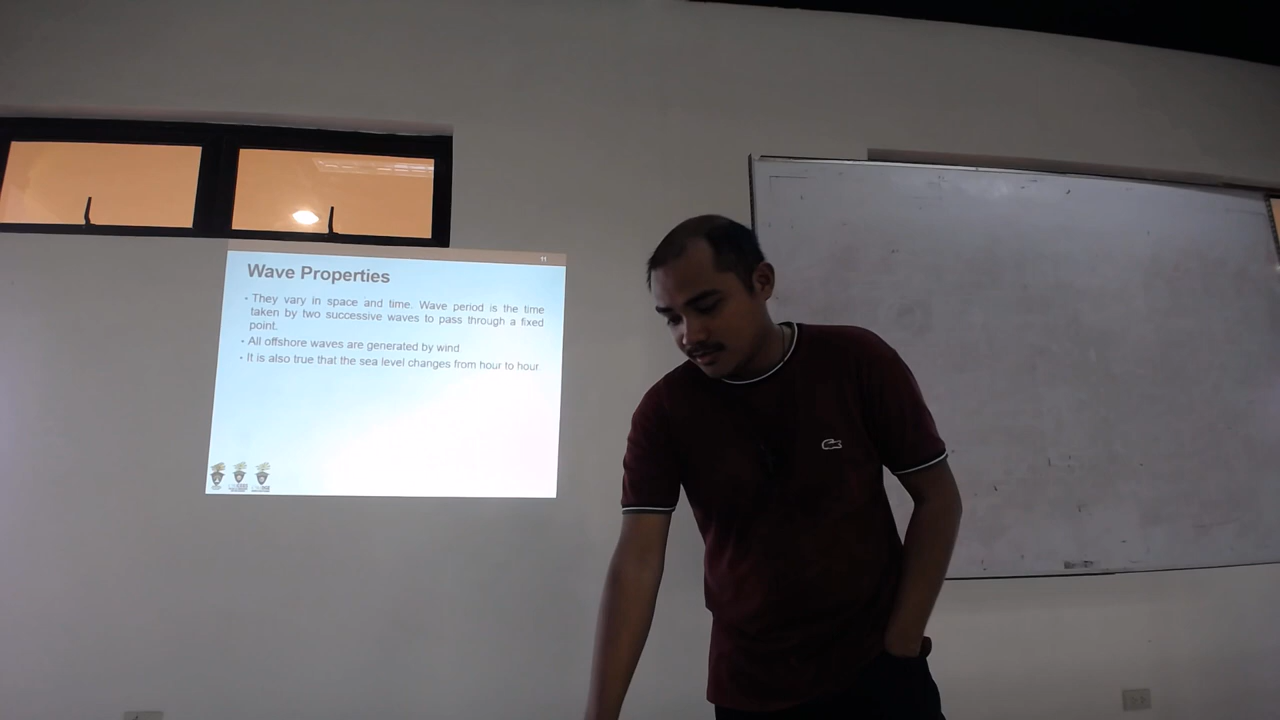 11
Wave Properties
• They vary in space and time. Wave period is the time
taken by two successive waves to pass through a fixed
point.
• All offshore waves are generated by wind
• It is also true that the sea level changes from hour to hour